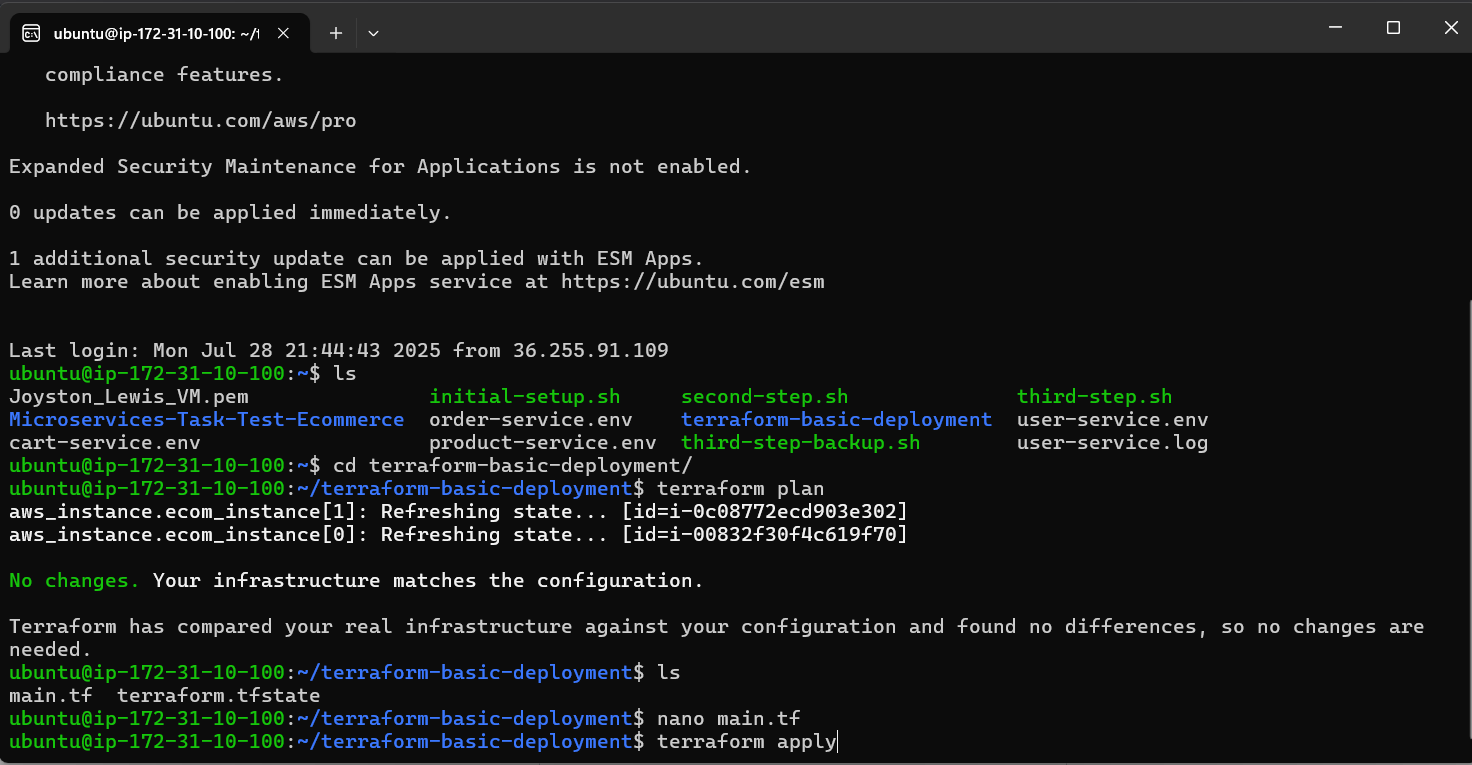 ubuntu@ip-172-31-10-100: ~/t
compliance features.
https://ubuntu.com/aws/pro
Expanded Security Maintenance for Applications is not enabled.
0 updates can be applied immediately.
1 additional security update can be applied with ESM Apps.
Learn more about enabling ESM Apps service at https://ubuntu.com/esm
Last login: Mon Jul 28 21:44:43 2025 from 36.255.91.109
ubuntu@ip-172-31-10-100:~$ ls
Joyston_Lewis_VM.pem initial-setup.sh second-step.sh third-step.sh
Microservices-Task-Test-Ecommerce order-service.env terraform-basic-deployment user-service.env
cart-service.env product-service.env third-step-backup.sh user-service.log
ubuntu@ip-172-31-10-100:~$ cd terraform-basic-deployment/
ubuntu@ip-172-31-10-100:~/terraform-basic-deployment$ terraform plan
aws_instance.ecom_instance[1]: Refreshing state... [id=i-0c08772ecd903e302]
aws_instance.ecom_instance[0]: Refreshing state... [id=i-00832f30f4c619f70]
No changes. Your infrastructure matches the configuration.
Terraform has compared your real infrastructure against your configuration and found no differences, so no changes are
needed.
ubuntu@ip-172-31-10-100:~/terraform-basic-deployment$ ls
main.tf terraform.tfstate
ubuntu@ip-172-31-10-100:~/terraform-basic-deployment$ nano main.tf
ubuntu@ip-172-31-10-100:~/terraform-basic-deployment$ terraform apply